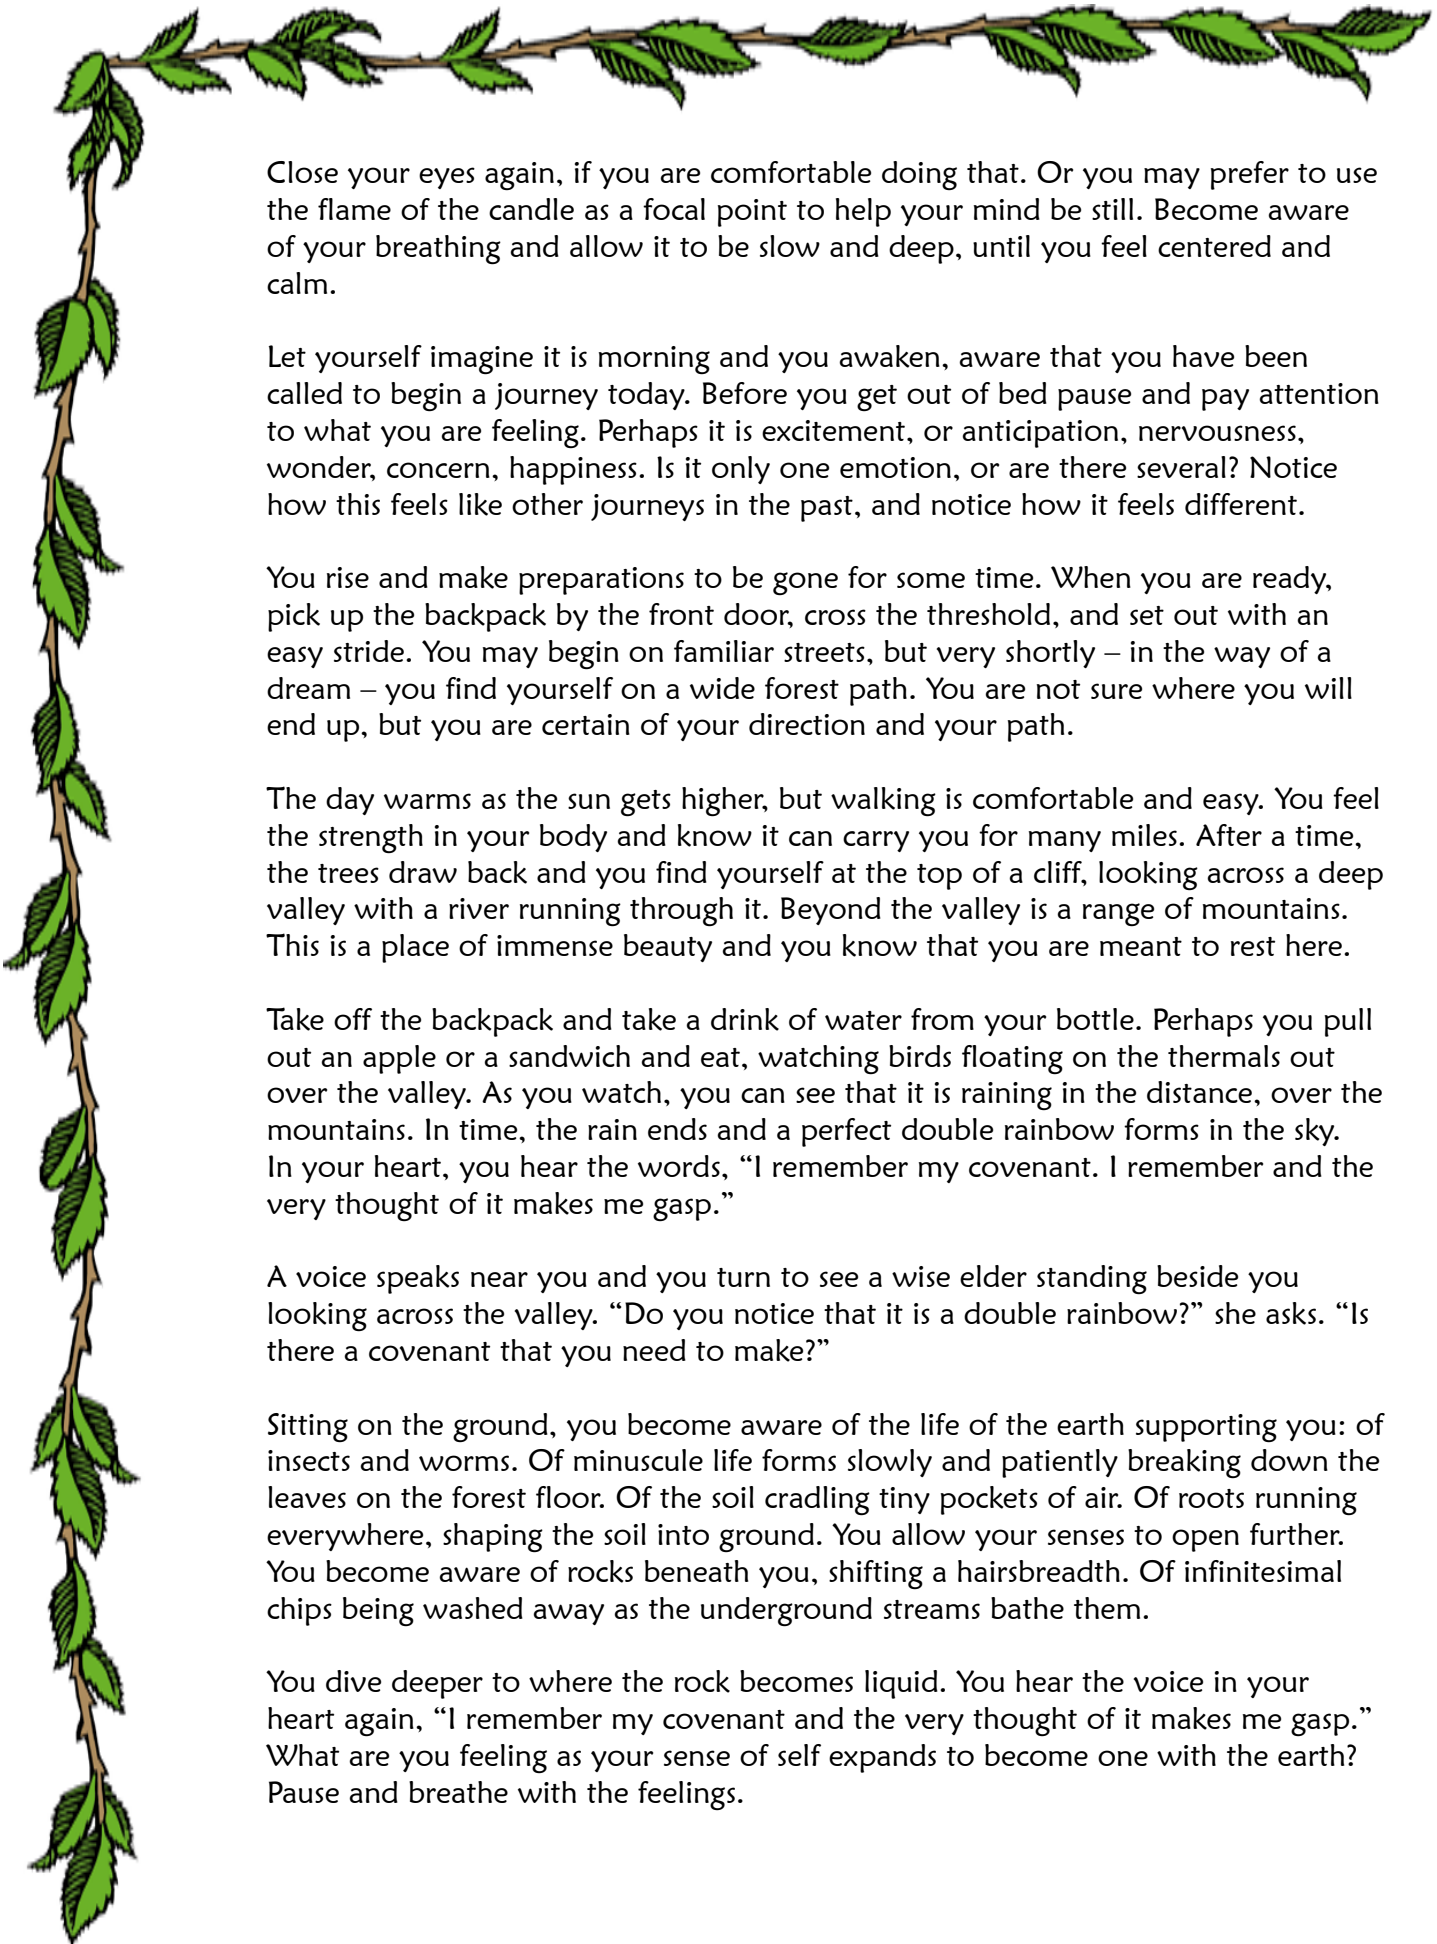 Close your eyes again, if you are comfortable doing that. Or you may prefer to use
the flame of the candle as a focal point to help your mind be still. Become aware
of your breathing and allow it to be slow and deep, until you feel centered and
calm.
Let yourself imagine it is morning and you awaken, aware that you have been
called to begin a journey today. Before you get out of bed pause and pay attention
to what you are feeling. Perhaps it is excitement, or anticipation, nervousness,
wonder, concern, happiness. Is it only one emotion, or are there several? Notice
how this feels like other journeys in the past, and notice how it feels different.
You rise and make preparations to be gone for some time. When you are ready,
pick up the backpack by the front door, cross the threshold, and set out with an
easy stride. You may begin on familiar streets, but very shortly – in the way of a
dream – you find yourself on a wide forest path. You are not sure where you will
end up, but you are certain of your direction and your path.
The day warms as the sun gets higher, but walking is comfortable and easy. You feel
the strength in your body and know it can carry you for many miles. After a time,
the trees draw back and you find yourself at the top of a cliff, looking across a deep
valley with a river running through it. Beyond the valley is a range of mountains.
This is a place of immense beauty and you know that you are meant to rest here.
Take off the backpack and take a drink of water from your bottle. Perhaps you pull
out an apple or a sandwich and eat, watching birds floating on the thermals out
over the valley. As you watch, you can see that it is raining in the distance, over the
mountains. In time, the rain ends and a perfect double rainbow forms in the sky.
In your heart, you hear the words, “I remember my covenant. I remember and the
very thought of it makes me gasp.”
A voice speaks near you and you turn to see a wise elder standing beside you
looking across the valley. “Do you notice that it is a double rainbow?” she asks. “Is
there a covenant that you need to make?”
Sitting on the ground, you become aware of the life of the earth supporting you: of
insects and worms. Of minuscule life forms slowly and patiently breaking down the
leaves on the forest floor. Of the soil cradling tiny pockets of air. Of roots running
everywhere, shaping the soil into ground. You allow your senses to open further.
You become aware of rocks beneath you, shifting a hairsbreadth. Of infinitesimal
chips being washed away as the underground streams bathe them.
You dive deeper to where the rock becomes liquid. You hear the voice in your
heart again, “I remember my covenant and the very thought of it makes me gasp.”
What are you feeling as your sense of self expands to become one with the earth?
Pause and breathe with the feelings.